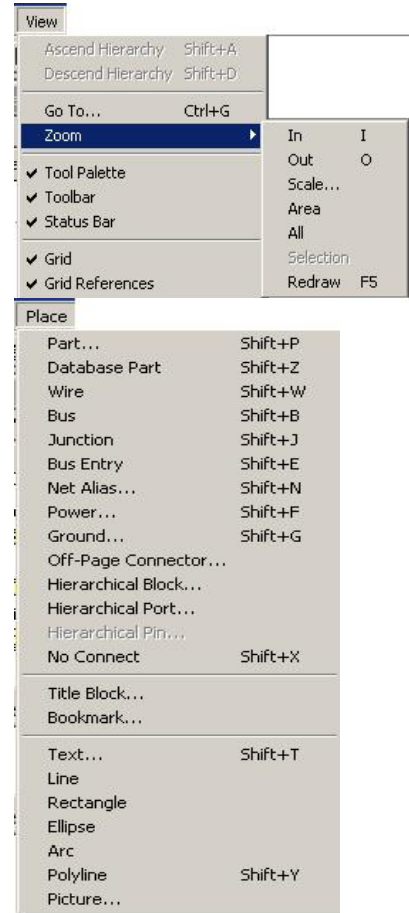 View
Ascend Hierarchy Shift+A
Descend Hierarchy Shift+D
Go To... Ctrl+G
Zoom
Tool Palette
Toolbar
Status Bar
Grid
Grid References
In I
Out O
Scale...
Area
All
Selection
Redraw F5
Place
Part... Shift+P
Database Part Shift+Z
Wire Shift+W
Bus Shift+B
Junction Shift+J
Bus Entry Shift+E
Net Alias... Shift+N
Power... Shift+F
Ground... Shift+G
Off-Page Connector...
Hierarchical Block...
Hierarchical Port...
Hierarchical Pin...
No Connect Shift+X
Title Block...
Bookmark...
Text... Shift+T
Line
Rectangle
Ellipse
Arc
Polyline Shift+Y
Picture...